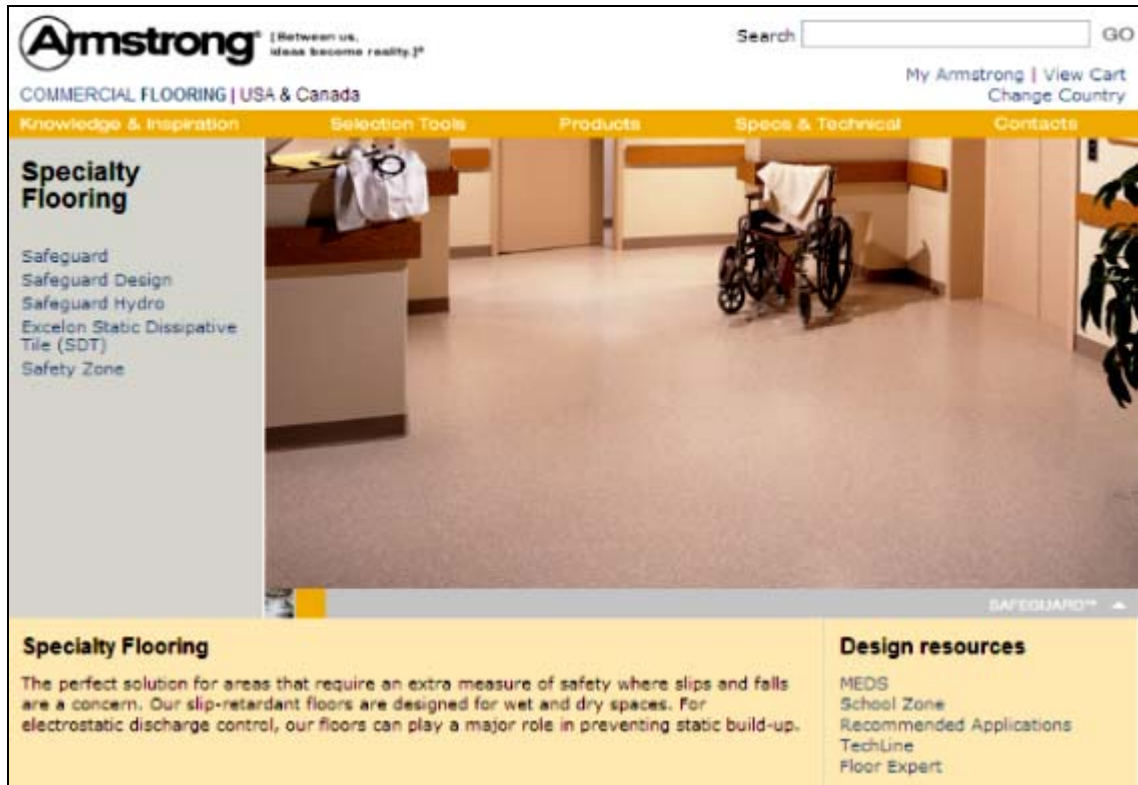 Armstrong®
[Between us,
ideas become reality.]®
Search
GO
My Armstrong | View Cart
Change Country
COMMERCIAL FLOORING | USA & Canada
Knowledge & Inspiration
Selection Tools
Products
Specs & Technical
Contacts
Specialty
Flooring
Safeguard
Safeguard Design
Safeguard Hydro
Excelon Static Dissipative
Tile (SDT)
Safety Zone
SAFEGUARD™
Specialty Flooring
The perfect solution for areas that require an extra measure of safety where slips and falls
are a concern. Our slip-retardant floors are designed for wet and dry spaces. For
electrostatic discharge control, our floors can play a major role in preventing static build-up.
Design resources
MEDS
School Zone
Recommended Applications
TechLine
Floor Expert